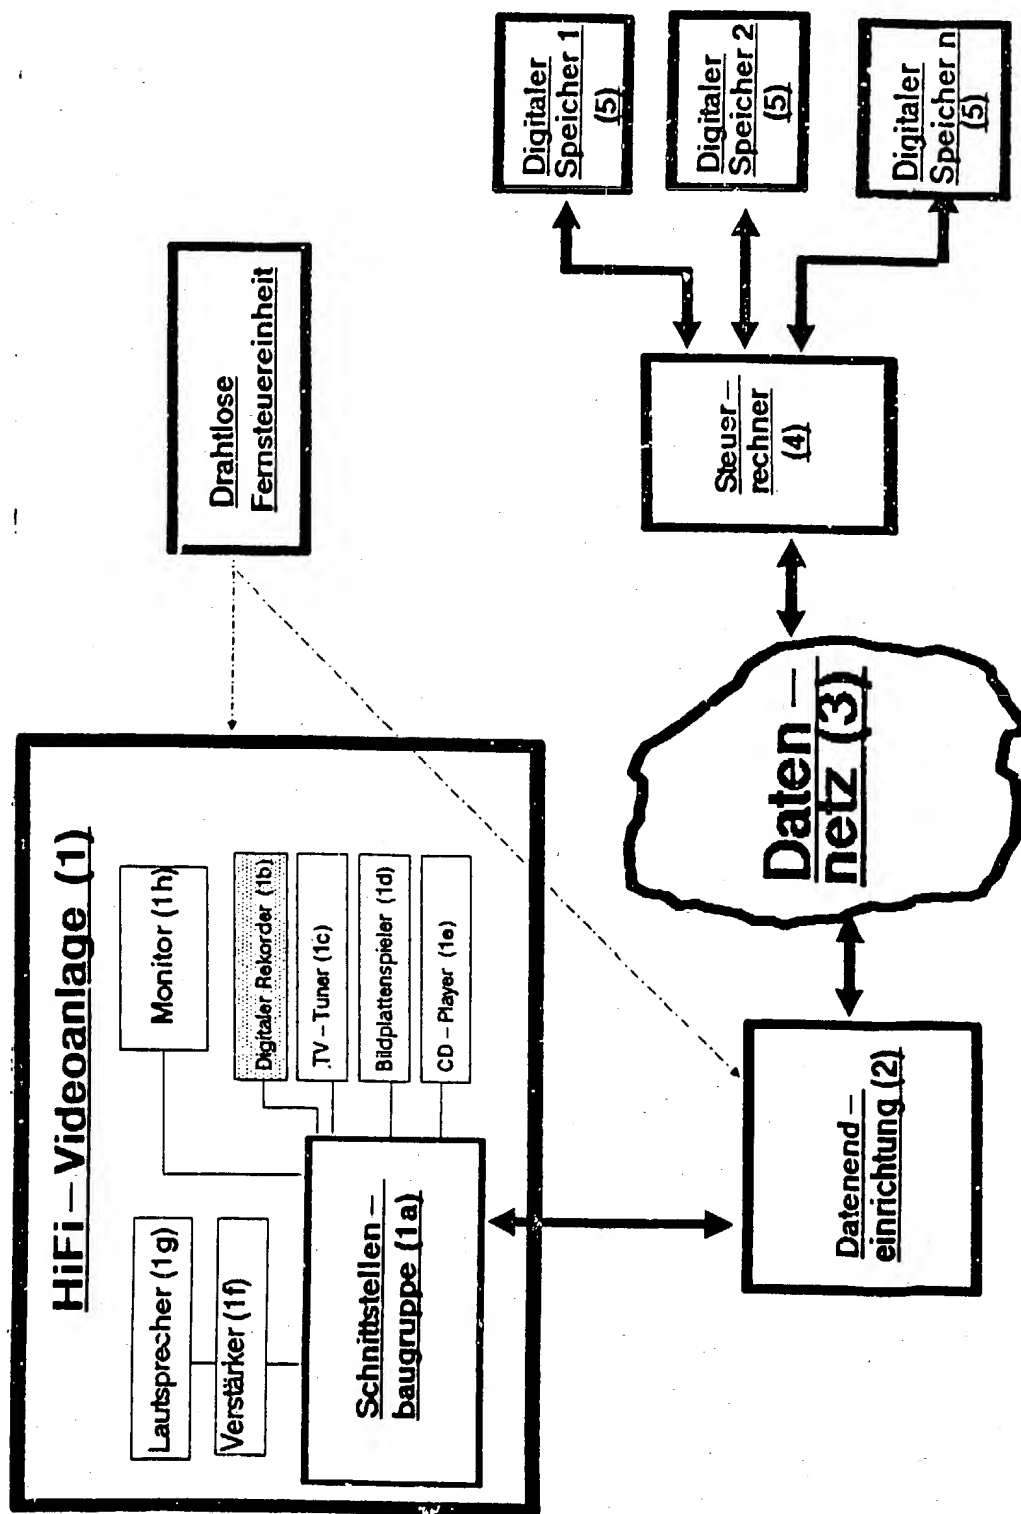 HiFi–Videoanlage (1)
Lautsprecher (1g)
Verstärker (1f)
Monitor (1h)
Digitaler Rekorder (1b)
TV–Tuner (1c)
Bildplattenspieler (1d)
CD–Player (1e)
Schnittstellen–
baugruppe (1a)
Drahtlose
Fernsteuereinheit
Datenend–
einrichtung (2)
Daten–
netz (3)
Steuer–
rechner
(4)
Digitaler
Speicher 1
(5)
Digitaler
Speicher 2
(5)
Digitaler
Speicher n
(5)